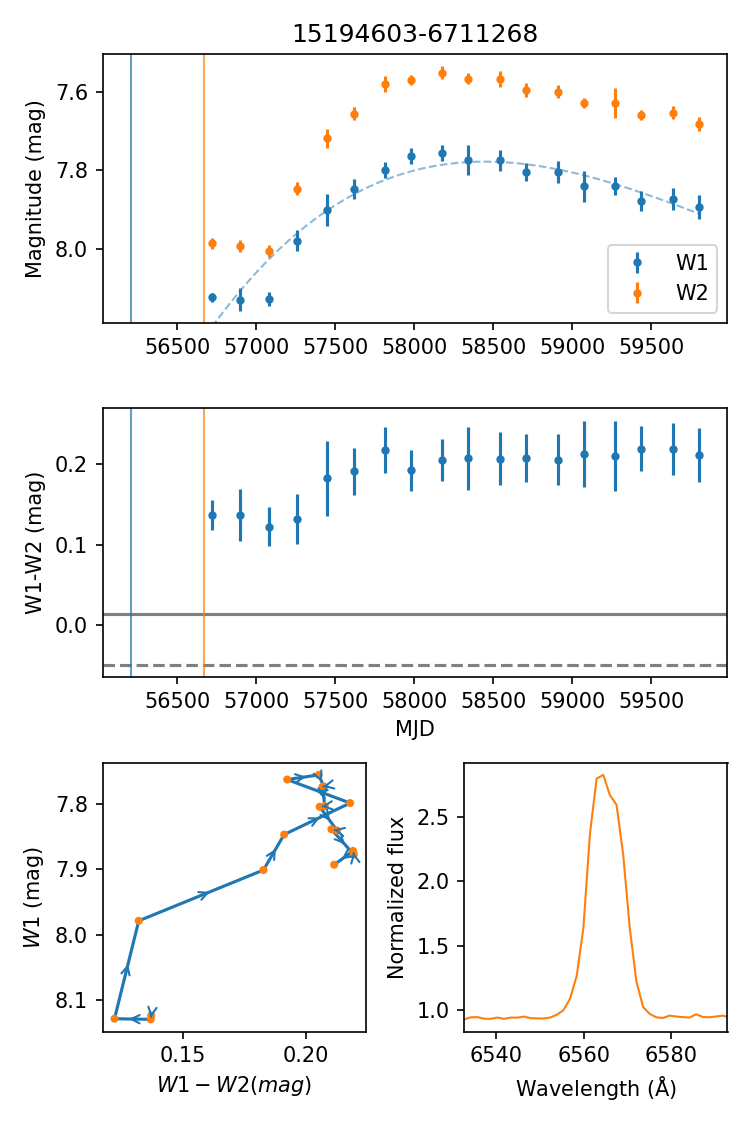 15194603-6711268
Magnitude (mag)
7.6
7.8
8.0
W1
W2
56500 57000 57500 58000 58500 59000 59500
W1-W2 (mag)
0.2
0.1
0.0
56500 57000 57500 58000 58500 59000 59500
MJD
W1 (mag)
7.8
7.9
8.0
8.1
0.15 0.20
W1 − W2(mag)
Normalized flux
2.5
2.0
1.5
1.0
6540 6560 6580
Wavelength (Å)